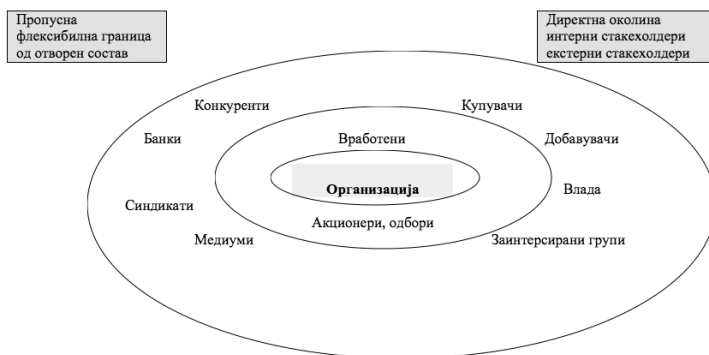 Пропусна
флексибилна граница
од отворен состав
Директна околина
интерни стакехолдери
екстерни стакехолдери
Конкуренти
Купувачи
Банки
Вработени
Добавувачи
Организација
Влада
Синдикати
Акционери, одбори
Медиуми
Заинтерсирани групи